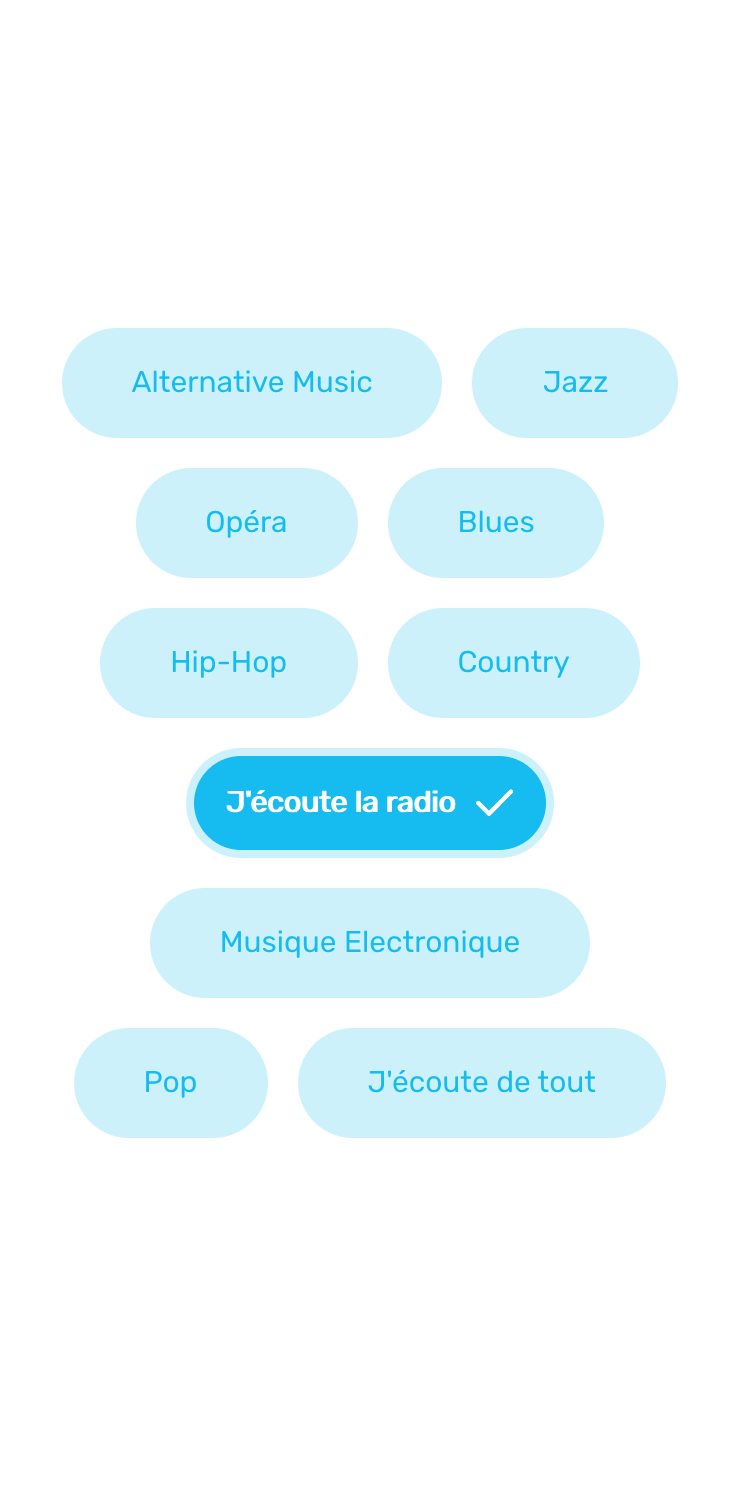 Alternative Music
Jazz
Opéra
Blues
Hip-Hop
Country
J'écoute la radio
Musique Electronique
Pop
J'écoute de tout